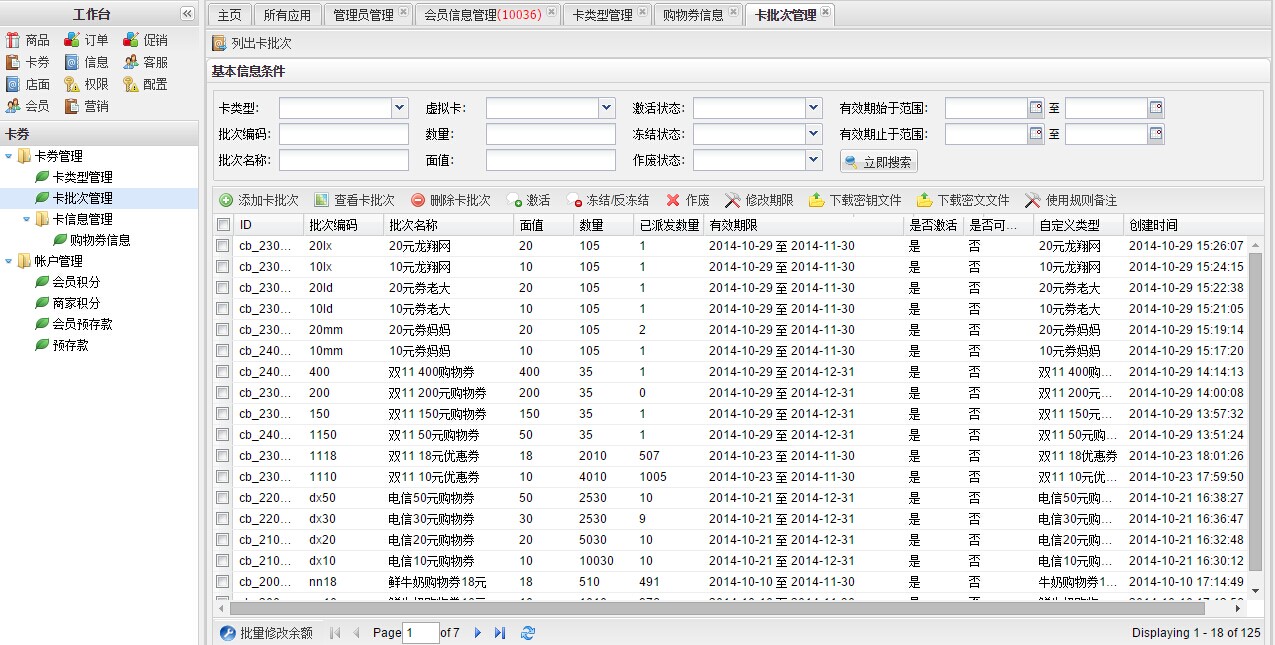 工作台
主页 所有应用 管理员管理 会员信息管理(10036) 卡类型管理 购物券信息 卡批次管理
商品 订单 促销
卡券 信息 客服
店面 权限 配置
会员 营销
卡券
卡券管理
卡类型管理
卡批次管理
卡信息管理
购物券信息
帐户管理
会员积分
商家积分
会员预存款
预存款
列出卡批次
基本信息条件
卡类型: 虚拟卡: 激活状态: 有效期始于范围: 至
批次编码: 数量: 冻结状态: 有效期止于范围: 至
批次名称: 面值: 作废状态: 立即搜索
添加卡批次 查看卡批次 删除卡批次 激活 冻结/反冻结 作废 修改期限 下载密钥文件 下载密文文件 使用规则备注
ID 批次编码 批次名称 面值 数量 已派发数量 有效期限 是否激活 是否可... 自定义类型 创建时间
cb_230... 20lx 20元龙翔网 20 105 1 2014-10-29 至 2014-11-30 是 否 20元龙翔网 2014-10-29 15:26:07
cb_230... 10lx 10元龙翔网 10 105 1 2014-10-29 至 2014-11-30 是 否 10元龙翔网 2014-10-29 15:24:15
cb_230... 20ld 20元券老大 20 105 1 2014-10-29 至 2014-11-30 是 否 20元券老大 2014-10-29 15:22:38
cb_230... 10ld 10元券老大 10 105 1 2014-10-29 至 2014-11-30 是 否 10元券老大 2014-10-29 15:21:05
cb_230... 20mm 20元券妈妈 20 105 2 2014-10-29 至 2014-11-30 是 否 20元券妈妈 2014-10-29 15:19:14
cb_240... 10mm 10元券妈妈 10 105 1 2014-10-29 至 2014-11-30 是 否 10元券妈妈 2014-10-29 15:17:20
cb_240... 400 双11 400购物券 400 35 1 2014-10-29 至 2014-12-31 是 否 双11 400购... 2014-10-29 14:14:13
cb_230... 200 双11 200元购物券 200 35 0 2014-10-29 至 2014-12-31 是 否 双11 200元... 2014-10-29 14:00:08
cb_230... 150 双11 150元购物券 150 35 1 2014-10-29 至 2014-12-31 是 否 双11 150元... 2014-10-29 13:57:32
cb_240... 1150 双11 50元购物券 50 35 1 2014-10-29 至 2014-12-31 是 否 双11 50元购... 2014-10-29 13:51:24
cb_230... 1118 双11 18元优惠券 18 2010 507 2014-10-23 至 2014-11-30 是 否 双11 18优惠券 2014-10-23 18:01:26
cb_230... 1110 双11 10元优惠券 10 4010 1005 2014-10-23 至 2014-11-30 是 否 双11 10元优... 2014-10-23 17:59:50
cb_220... dx50 电信50元购物券 50 2530 10 2014-10-21 至 2014-12-31 是 否 电信50元购... 2014-10-21 16:38:27
cb_220... dx30 电信30元购物券 30 2530 9 2014-10-21 至 2014-12-31 是 否 电信30元购... 2014-10-21 16:36:47
cb_210... dx20 电信20元购物券 20 5030 10 2014-10-21 至 2014-12-31 是 否 电信20元购... 2014-10-21 16:32:48
cb_210... dx10 电信10元购物券 10 10030 10 2014-10-21 至 2014-12-31 是 否 电信10元购... 2014-10-21 16:30:12
cb_200... nn18 鲜牛奶购物券18元 18 510 491 2014-10-10 至 2014-11-30 是 否 牛奶购物券1... 2014-10-10 17:14:49
批量修改余额 Page 1 of 7 Displaying 1 - 18 of 125